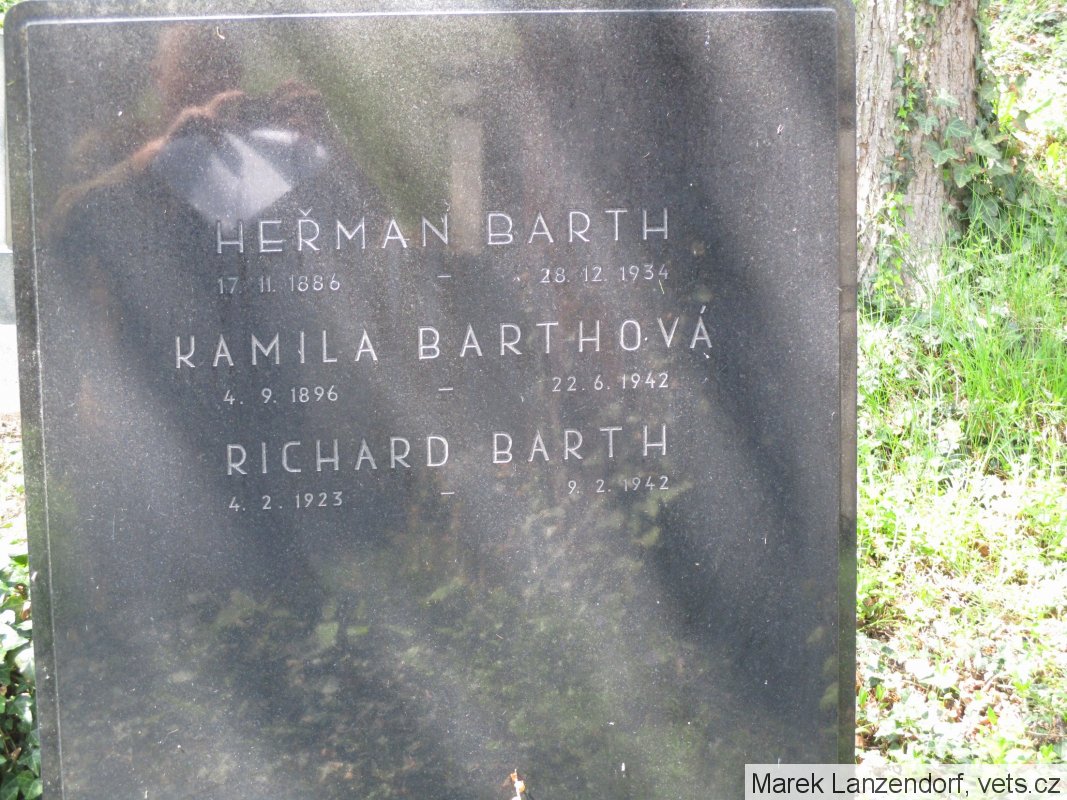 HEŘMAN BARTH
17. 11. 1886 – 28. 12. 1934
KAMILA BARTHOVÁ
4. 9. 1896 – 22. 6. 1942
RICHARD BARTH
4. 2. 1923 – 9. 2. 1942
Marek Lanzendorf, vets.cz